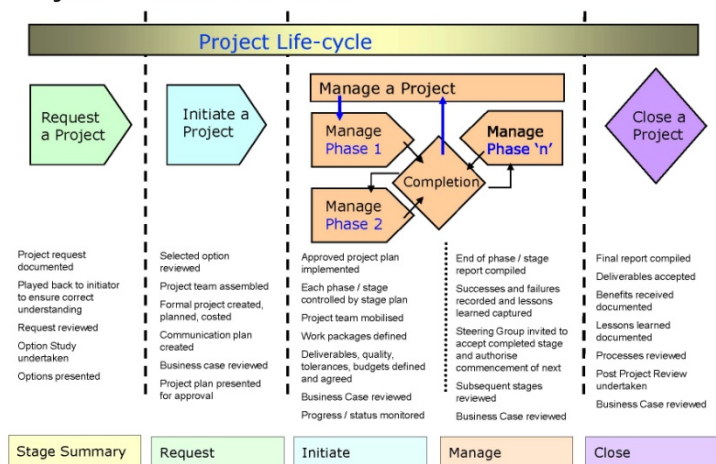 Project Life-cycle
Request
a Project
Initiate a
Project
Manage a Project
Manage
Phase 1
Manage
Phase 2
Completion
Manage
Phase 'n'
Close a
Project
Project request
documented
Played back to initiator
to ensure correct
understanding
Request reviewed
Option Study
undertaken
Options presented
Selected option
reviewed
Project team assembled
Formal project created,
planned, costed
Communication plan
created
Business case reviewed
Project plan presented
for approval
Approved project plan
implemented
Each phase / stage
controlled by stage plan
Project team mobilised
Work packages defined
Deliverables, quality,
tolerances, budgets defined
and agreed
Business Case reviewed
Progress / status monitored
End of phase / stage
report compiled
Successes and failures
recorded and lessons
learned captured
Steering Group invited to
accept completed stage
and authorise
commencement of next
Subsequent stages
reviewed
Business Case reviewed
Final report compiled
Deliverables accepted
Benefits received
documented
Lessons learned
documented
Processes reviewed
Post Project Review
undertaken
Business Case reviewed
Stage Summary
Request
Initiate
Manage
Close